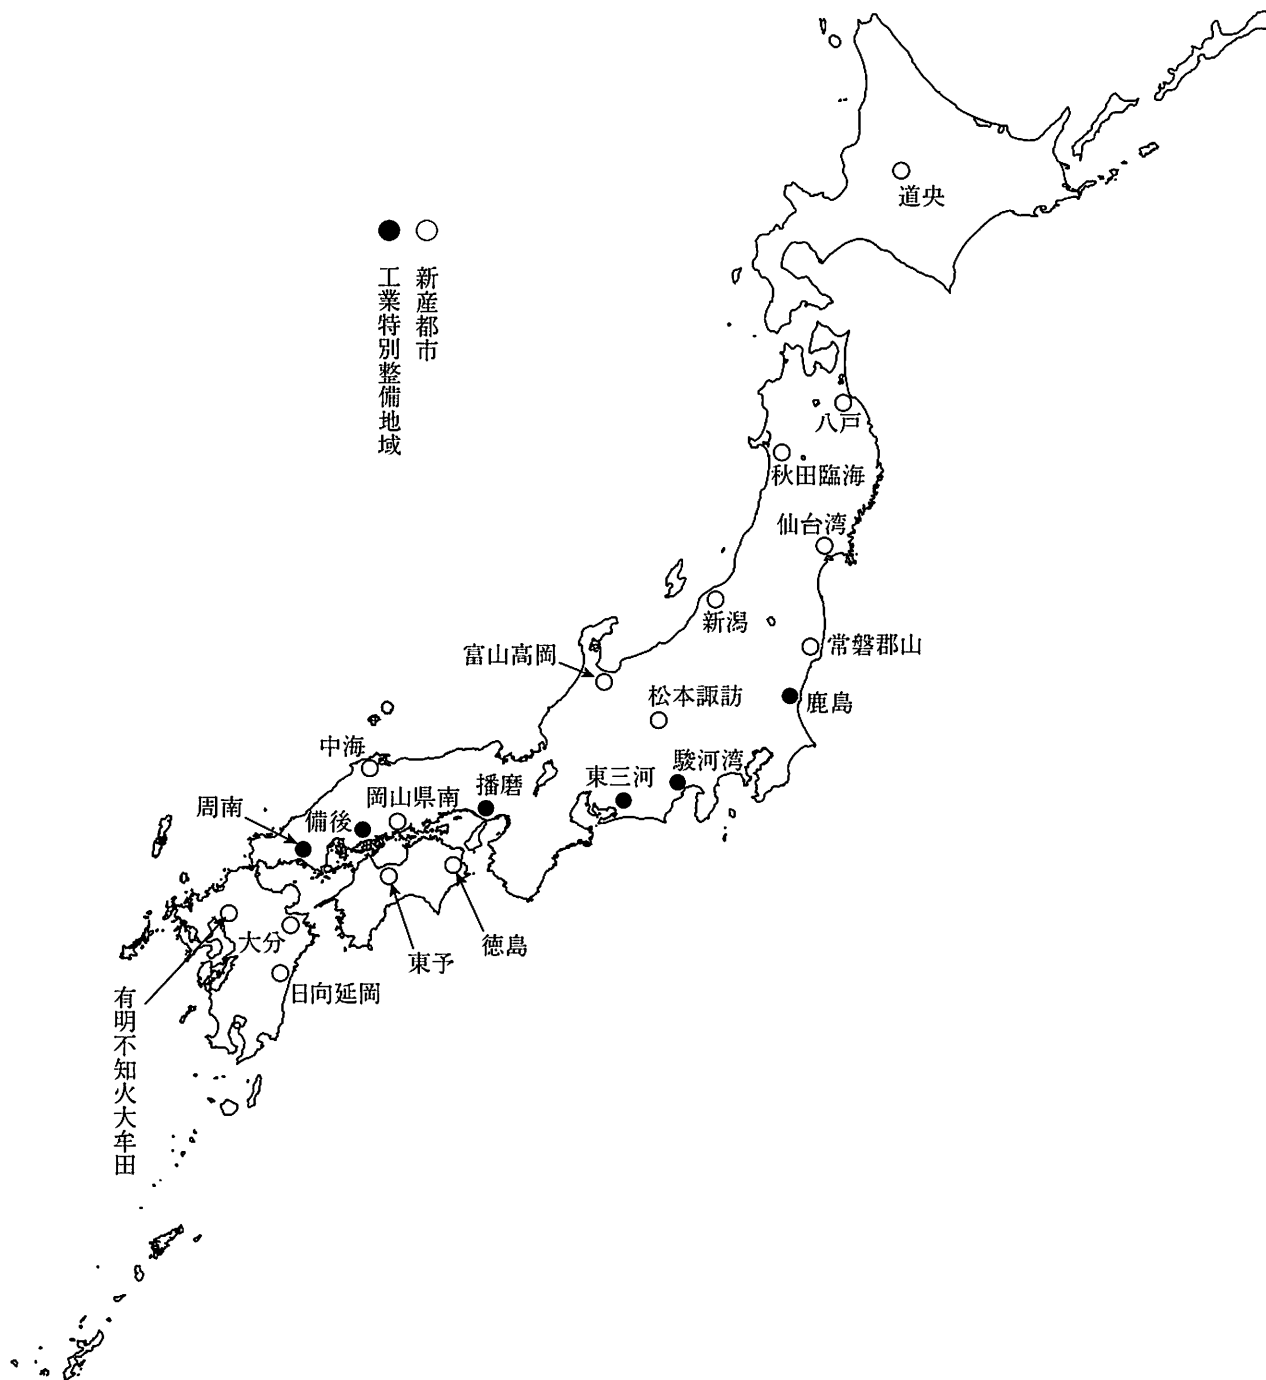 道央
新産都市
工業特別整備地域
八戸
秋田臨海
仙台湾
新潟
常磐郡山
富山高岡
松本諏訪
鹿島
中海
駿河湾
東三河
播磨
岡山県南
周南
備後
大分
徳島
東予
日向延岡
有明不知火大牟田